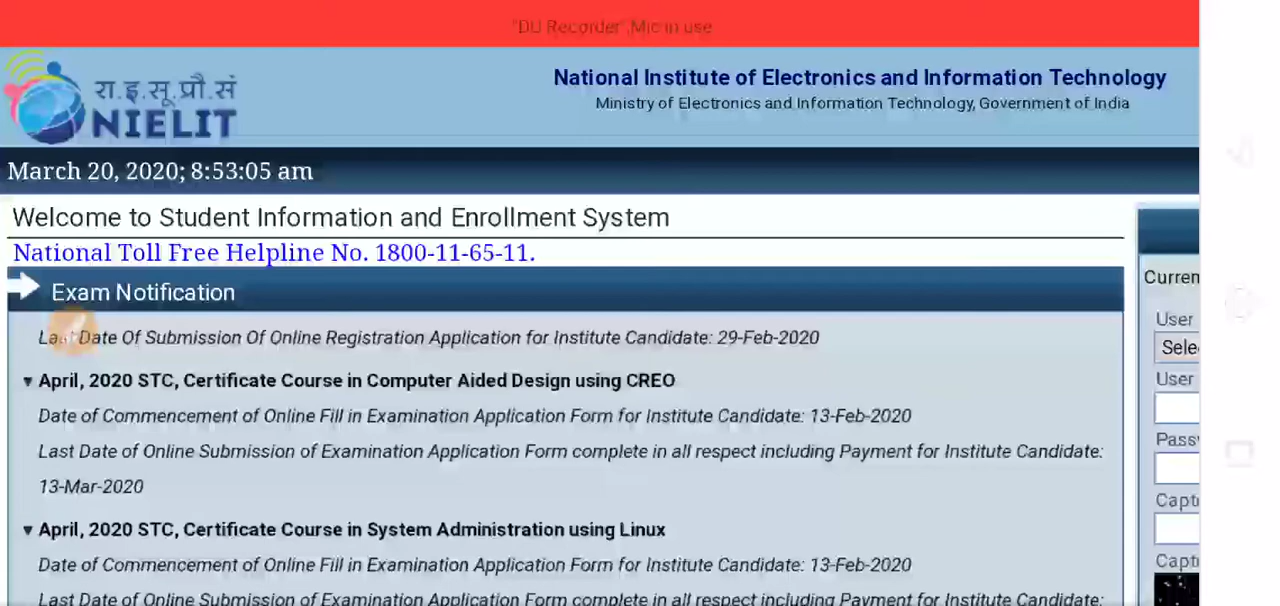 "DU Recorder",Mic in use
रा.इ.सू.प्रौ.सं
NIELIT
National Institute of Electronics and Information Technology
Ministry of Electronics and Information Technology, Government of India
March 20, 2020; 8:53:05 am
Welcome to Student Information and Enrollment System
National Toll Free Helpline No. 1800-11-65-11.
Exam Notification
Last Date Of Submission Of Online Registration Application for Institute Candidate: 29-Feb-2020
▾ April, 2020 STC, Certificate Course in Computer Aided Design using CREO
Date of Commencement of Online Fill in Examination Application Form for Institute Candidate: 13-Feb-2020
Last Date of Online Submission of Examination Application Form complete in all respect including Payment for Institute Candidate:
13-Mar-2020
▾ April, 2020 STC, Certificate Course in System Administration using Linux
Date of Commencement of Online Fill in Examination Application Form for Institute Candidate: 13-Feb-2020
Last Date of Online Submission of Examination Application Form complete in all respect including Payment for Institute Candidate:
Curren
User
Sele
User
Passw
Captc
Captc